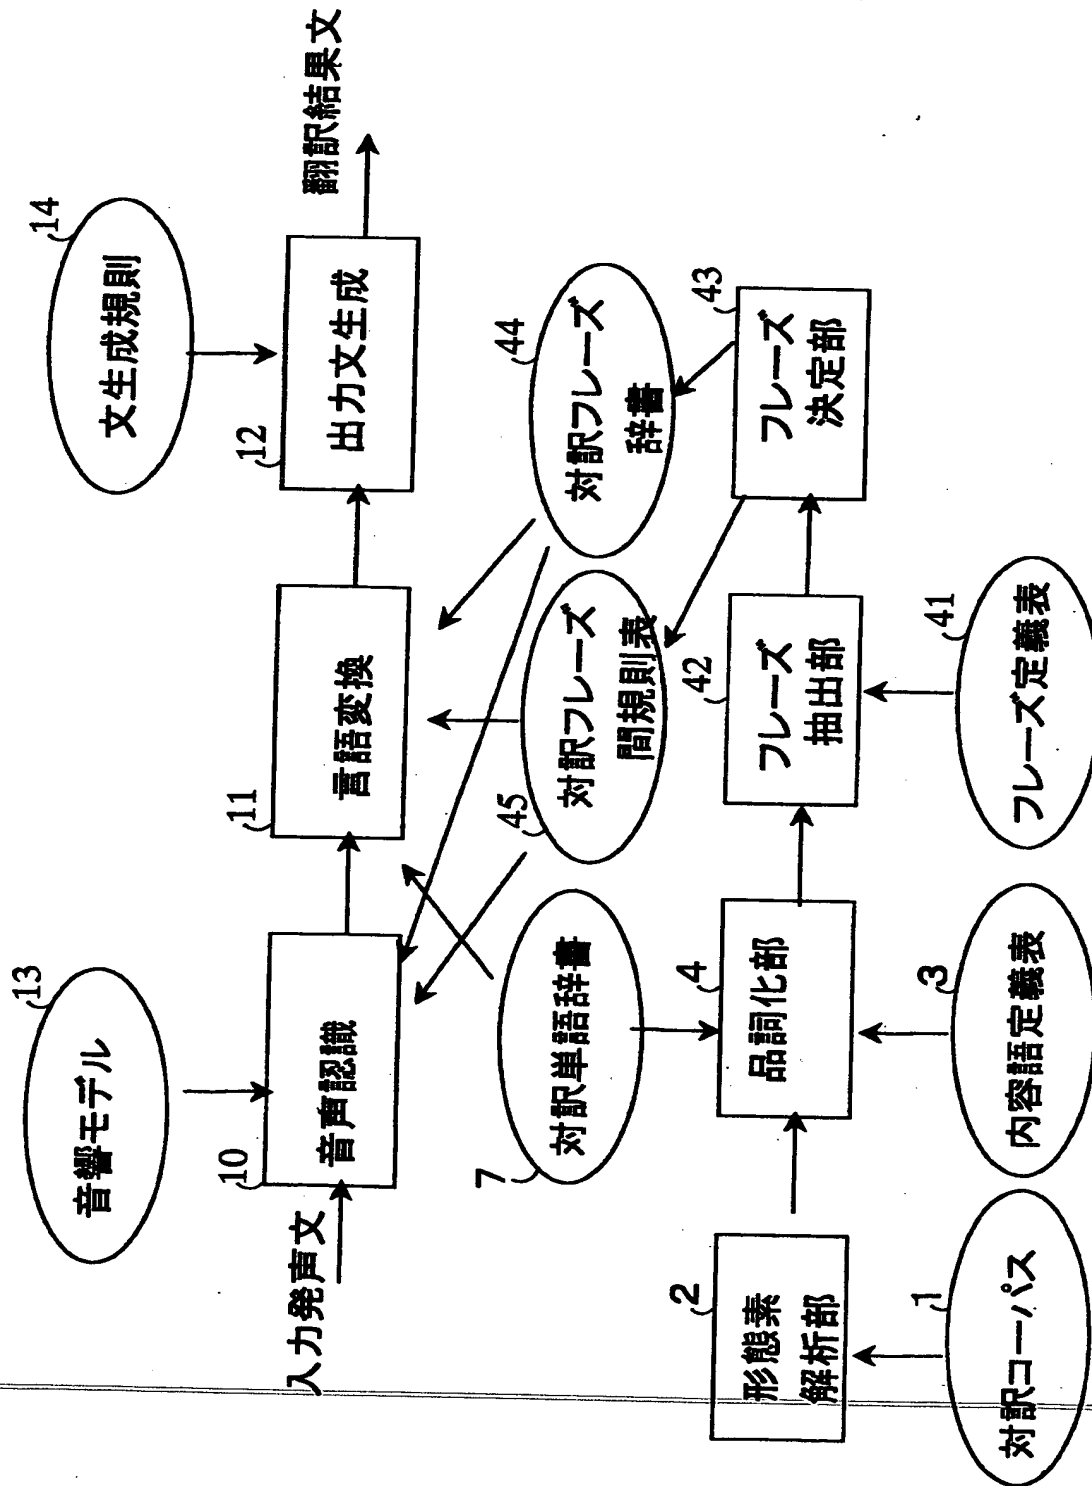 音響モデル
13
文生成規則
14
入力発声文
10
音声認識
11
言語変換
12
出力文生成
翻訳結果文
7
対訳単語辞書
45
対訳フレーズ
間規則表
44
対訳フレーズ
辞書
2
形態素
解析部
4
品詞化部
42
フレーズ
抽出部
43
フレーズ
決定部
1
対訳コーパス
3
内容語定義表
41
フレーズ定義表